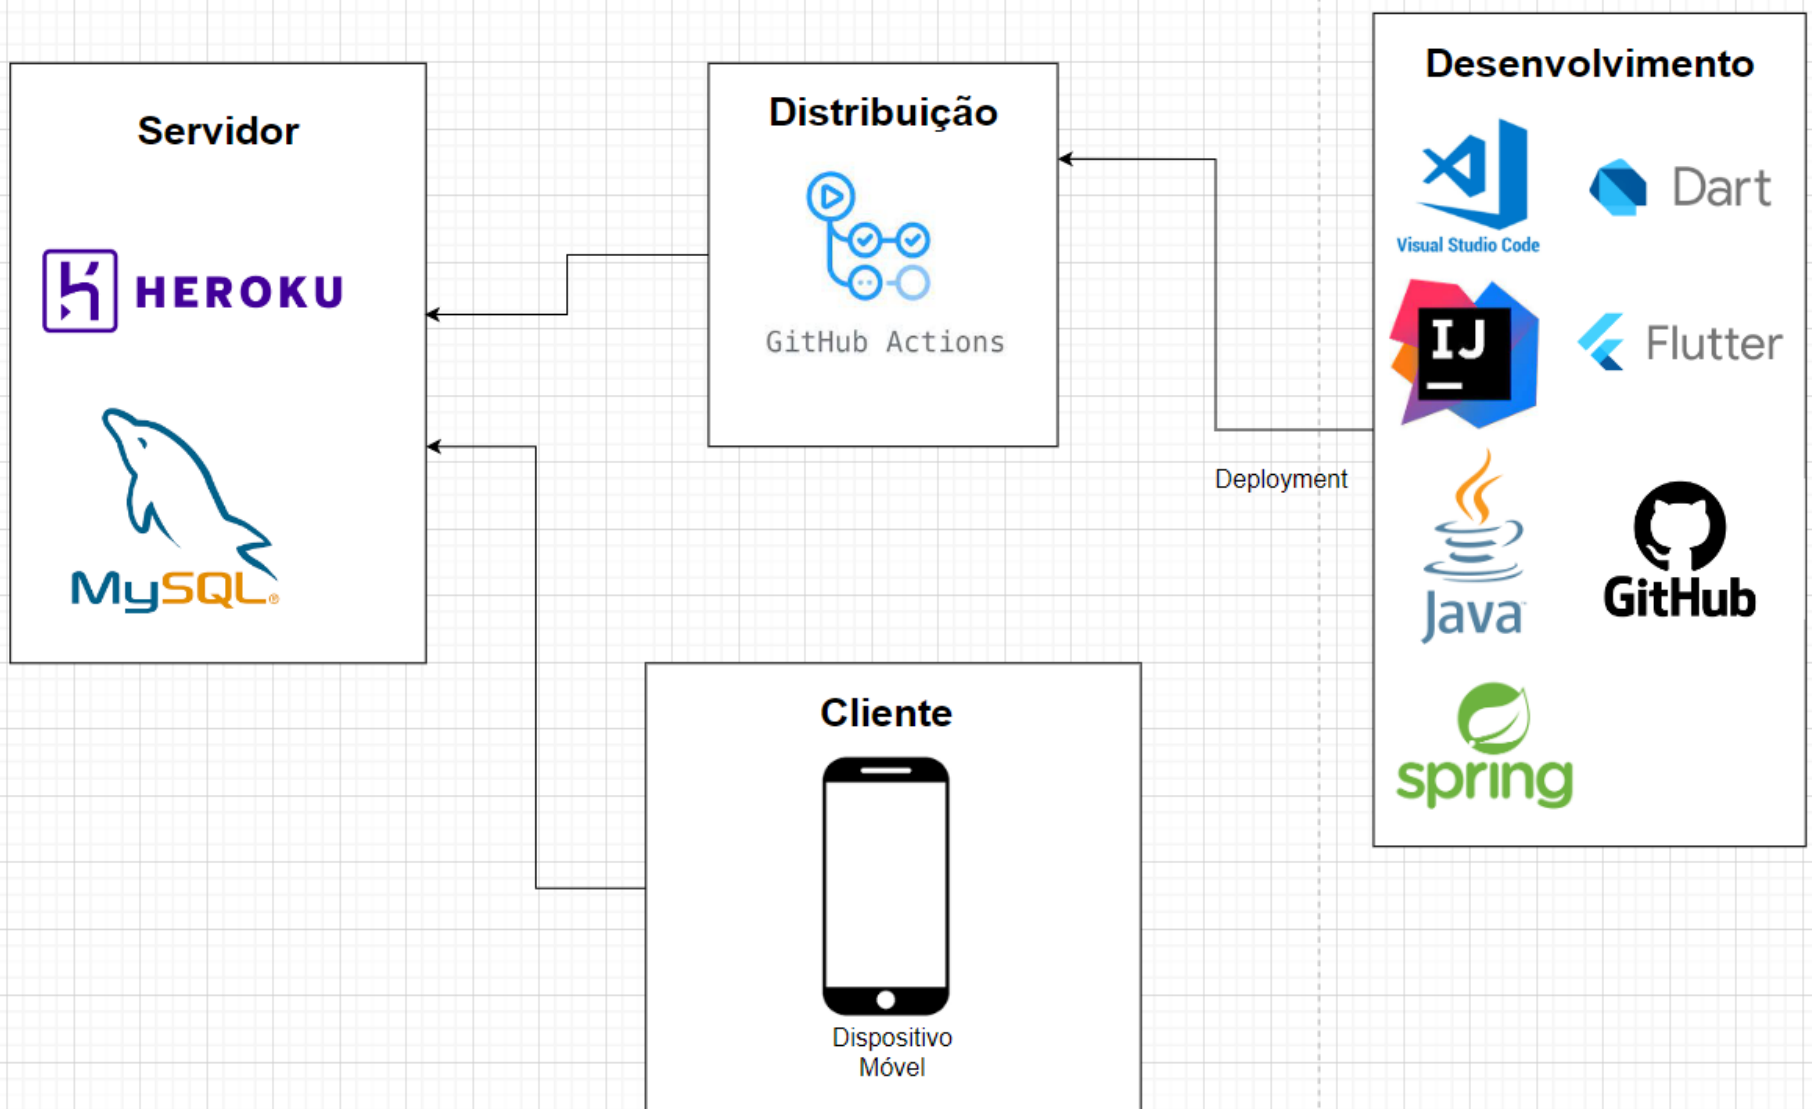 Servidor
HEROKU
MySQL®
Distribuição
GitHub Actions
Deployment
Cliente
Dispositivo
Móvel
Desenvolvimento
Visual Studio Code
Dart
IJ
Flutter
Java
GitHub
spring